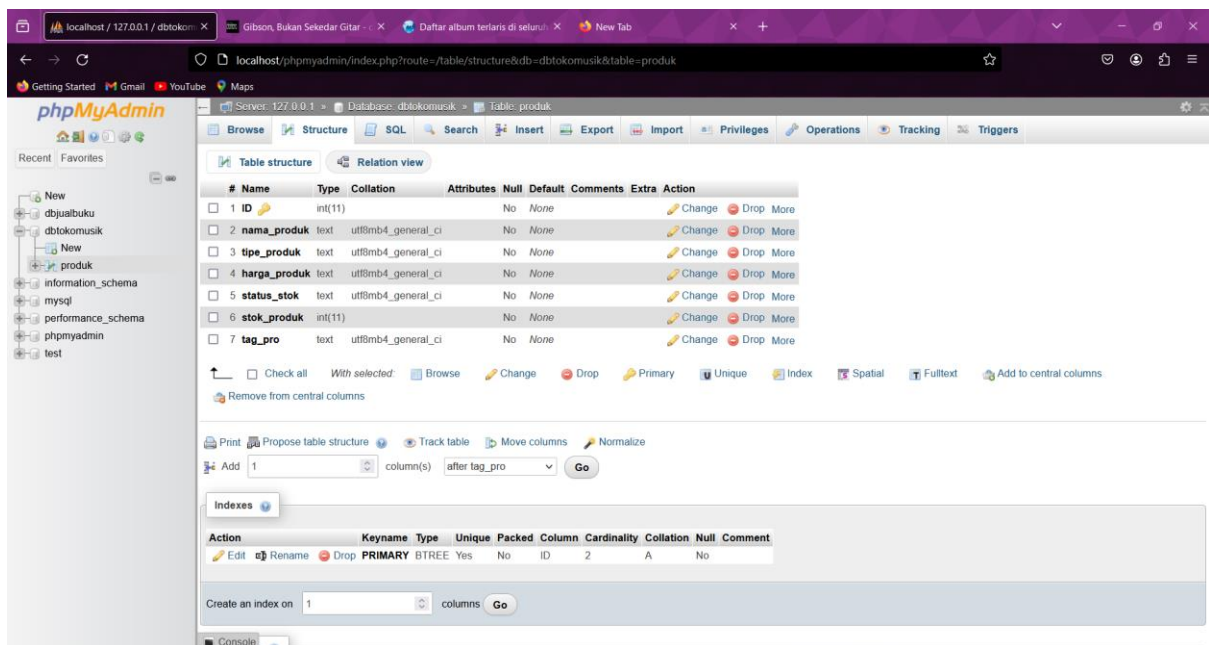 localhost / 127.0.0.1 / dbtokom Gibson, Bukan Sekedar Gitar - Daftar album terlaris di seluruh New Tab
localhost/phpmyadmin/index.php?route=/table/structure&db=dbtokomusik&table=produk
Getting Started Gmail YouTube Maps
phpMyAdmin
Recent Favorites
New
dbjualbuku
dbtokomusik
New
produk
information_schema
mysql
performance_schema
phpmyadmin
test
Server: 127.0.0.1 » Database: dbtokomusik » Table: produk
Browse Structure SQL Search Insert Export Import Privileges Operations Tracking Triggers
Table structure Relation view
# Name Type Collation Attributes Null Default Comments Extra Action
1 ID int(11) No None Change Drop More
2 nama_produk text utf8mb4_general_ci No None Change Drop More
3 tipe_produk text utf8mb4_general_ci No None Change Drop More
4 harga_produk text utf8mb4_general_ci No None Change Drop More
5 status_stok text utf8mb4_general_ci No None Change Drop More
6 stok_produk int(11) No None Change Drop More
7 tag_pro text utf8mb4_general_ci No None Change Drop More
Check all With selected: Browse Change Drop Primary Unique Index Spatial Fulltext Add to central columns
Remove from central columns
Print Propose table structure Track table Move columns Normalize
Add 1 column(s) after tag_pro Go
Indexes
Action Keyname Type Unique Packed Column Cardinality Collation Null Comment
Edit Rename Drop PRIMARY BTREE Yes No ID 2 A No
Create an index on 1 columns Go
Console